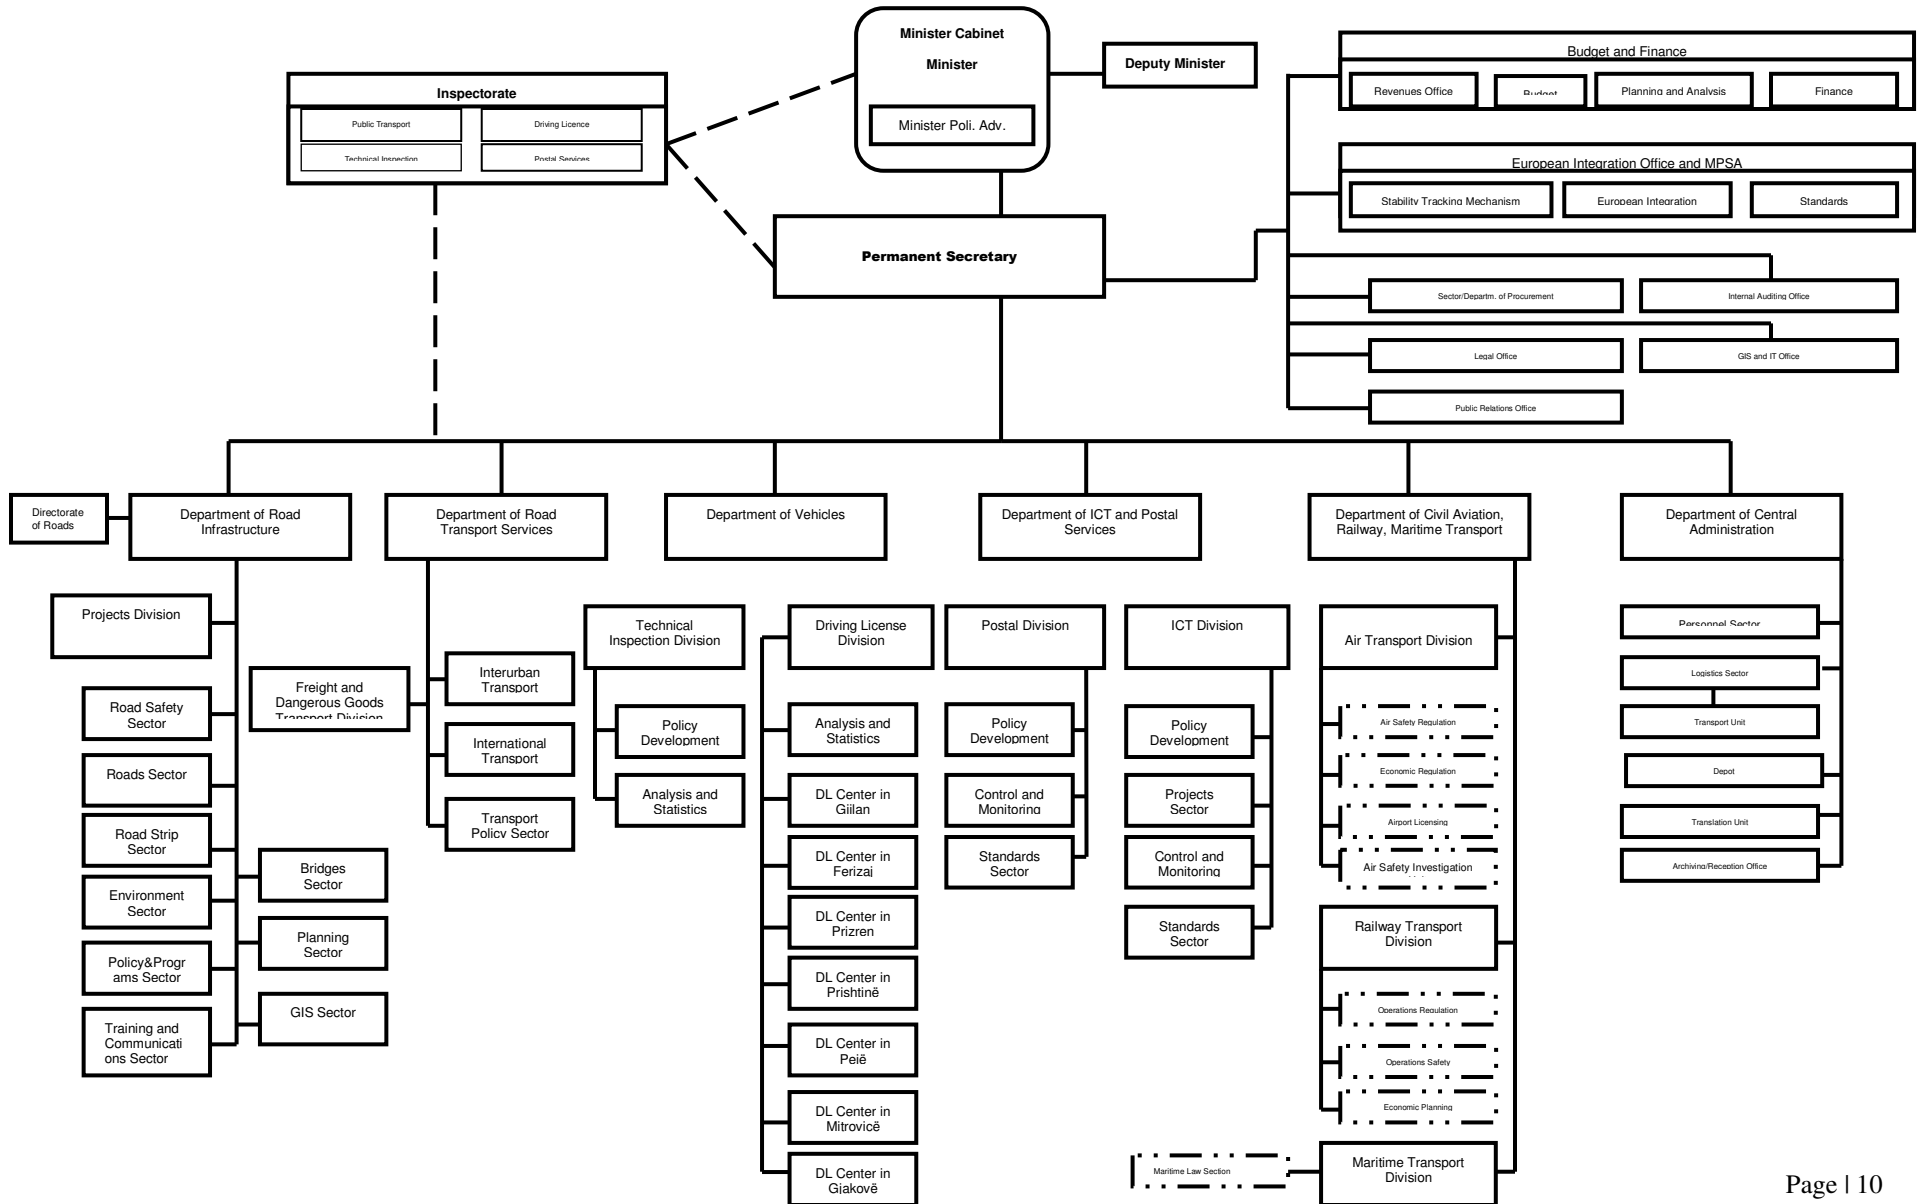 Minister Cabinet
Minister
Minister Poli. Adv.
Deputy Minister
Inspectorate
Public Transport
Driving Licence
Technical Inspection
Postal Services
Budget and Finance
Revenues Office
Budget
Planning and Analysis
Finance
European Integration Office and MPSA
Stability Tracking Mechanism
European Integration
Standards
Permanent Secretary
Sector/Departm. of Procurement
Internal Auditing Office
Legal Office
GIS and IT Office
Public Relations Office
Directorate
of Roads
Department of Road
Infrastructure
Department of Road
Transport Services
Department of Vehicles
Department of ICT and Postal
Services
Department of Civil Aviation,
Railway, Maritime Transport
Department of Central
Administration
Projects Division
Road Safety
Sector
Roads Sector
Road Strip
Sector
Environment
Sector
Policy&Progr
ams Sector
Training and
Communicati
ons Sector
Bridges
Sector
Planning
Sector
GIS Sector
Freight and
Dangerous Goods
Transport Division
Interurban
Transport
International
Transport
Transport
Policy Sector
Technical
Inspection Division
Policy
Development
Analysis and
Statistics
Driving License
Division
Analysis and
Statistics
DL Center in
Gjilan
DL Center in
Ferizaj
DL Center in
Prizren
DL Center in
Prishtinë
DL Center in
Pejë
DL Center in
Mitrovicë
DL Center in
Gjakovë
Postal Division
Policy
Development
Control and
Monitoring
Standards
Sector
ICT Division
Policy
Development
Projects
Sector
Control and
Monitoring
Standards
Sector
Air Transport Division
Air Safety Regulation
Economic Regulation
Airport Licensing
Air Safety Investigation
Railway Transport
Division
Operations Regulation
Operations Safety
Economic Planning
Maritime Transport
Division
Maritime Law Section
Personnel Sector
Logistics Sector
Transport Unit
Depot
Translation Unit
Archiving/Reception Office
Page | 10